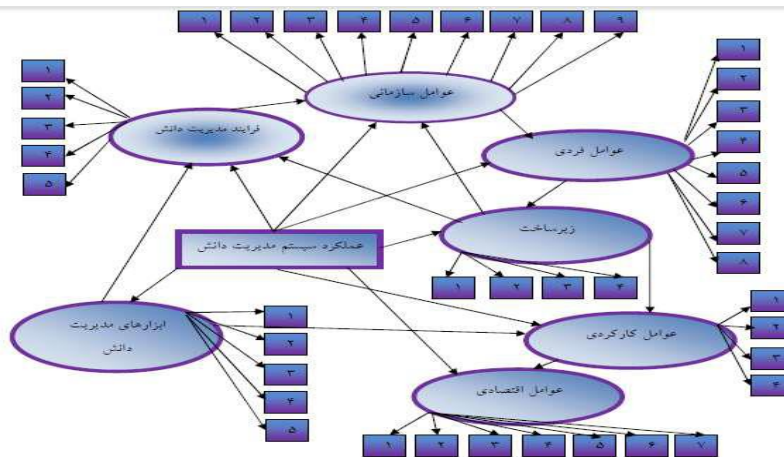 ۱ ۲ ۳ ۴ ۵ ۶ ۷ ۸ ۹
عوامل سازمانی
۱
۲
۳
۴
۵
فرایند مدیریت دانش
عوامل فردی
۱
۲
۳
۴
۵
۶
۷
۸
زیرساخت
۱ ۲ ۳ ۴
عملکرد سیستم مدیریت دانش
ابزارهای مدیریت
دانش
۱
۲
۳
۴
۵
عوامل کارکردی
۱
۲
۳
۴
عوامل اقتصادی
۱ ۲ ۳ ۴ ۵ ۶ ۷